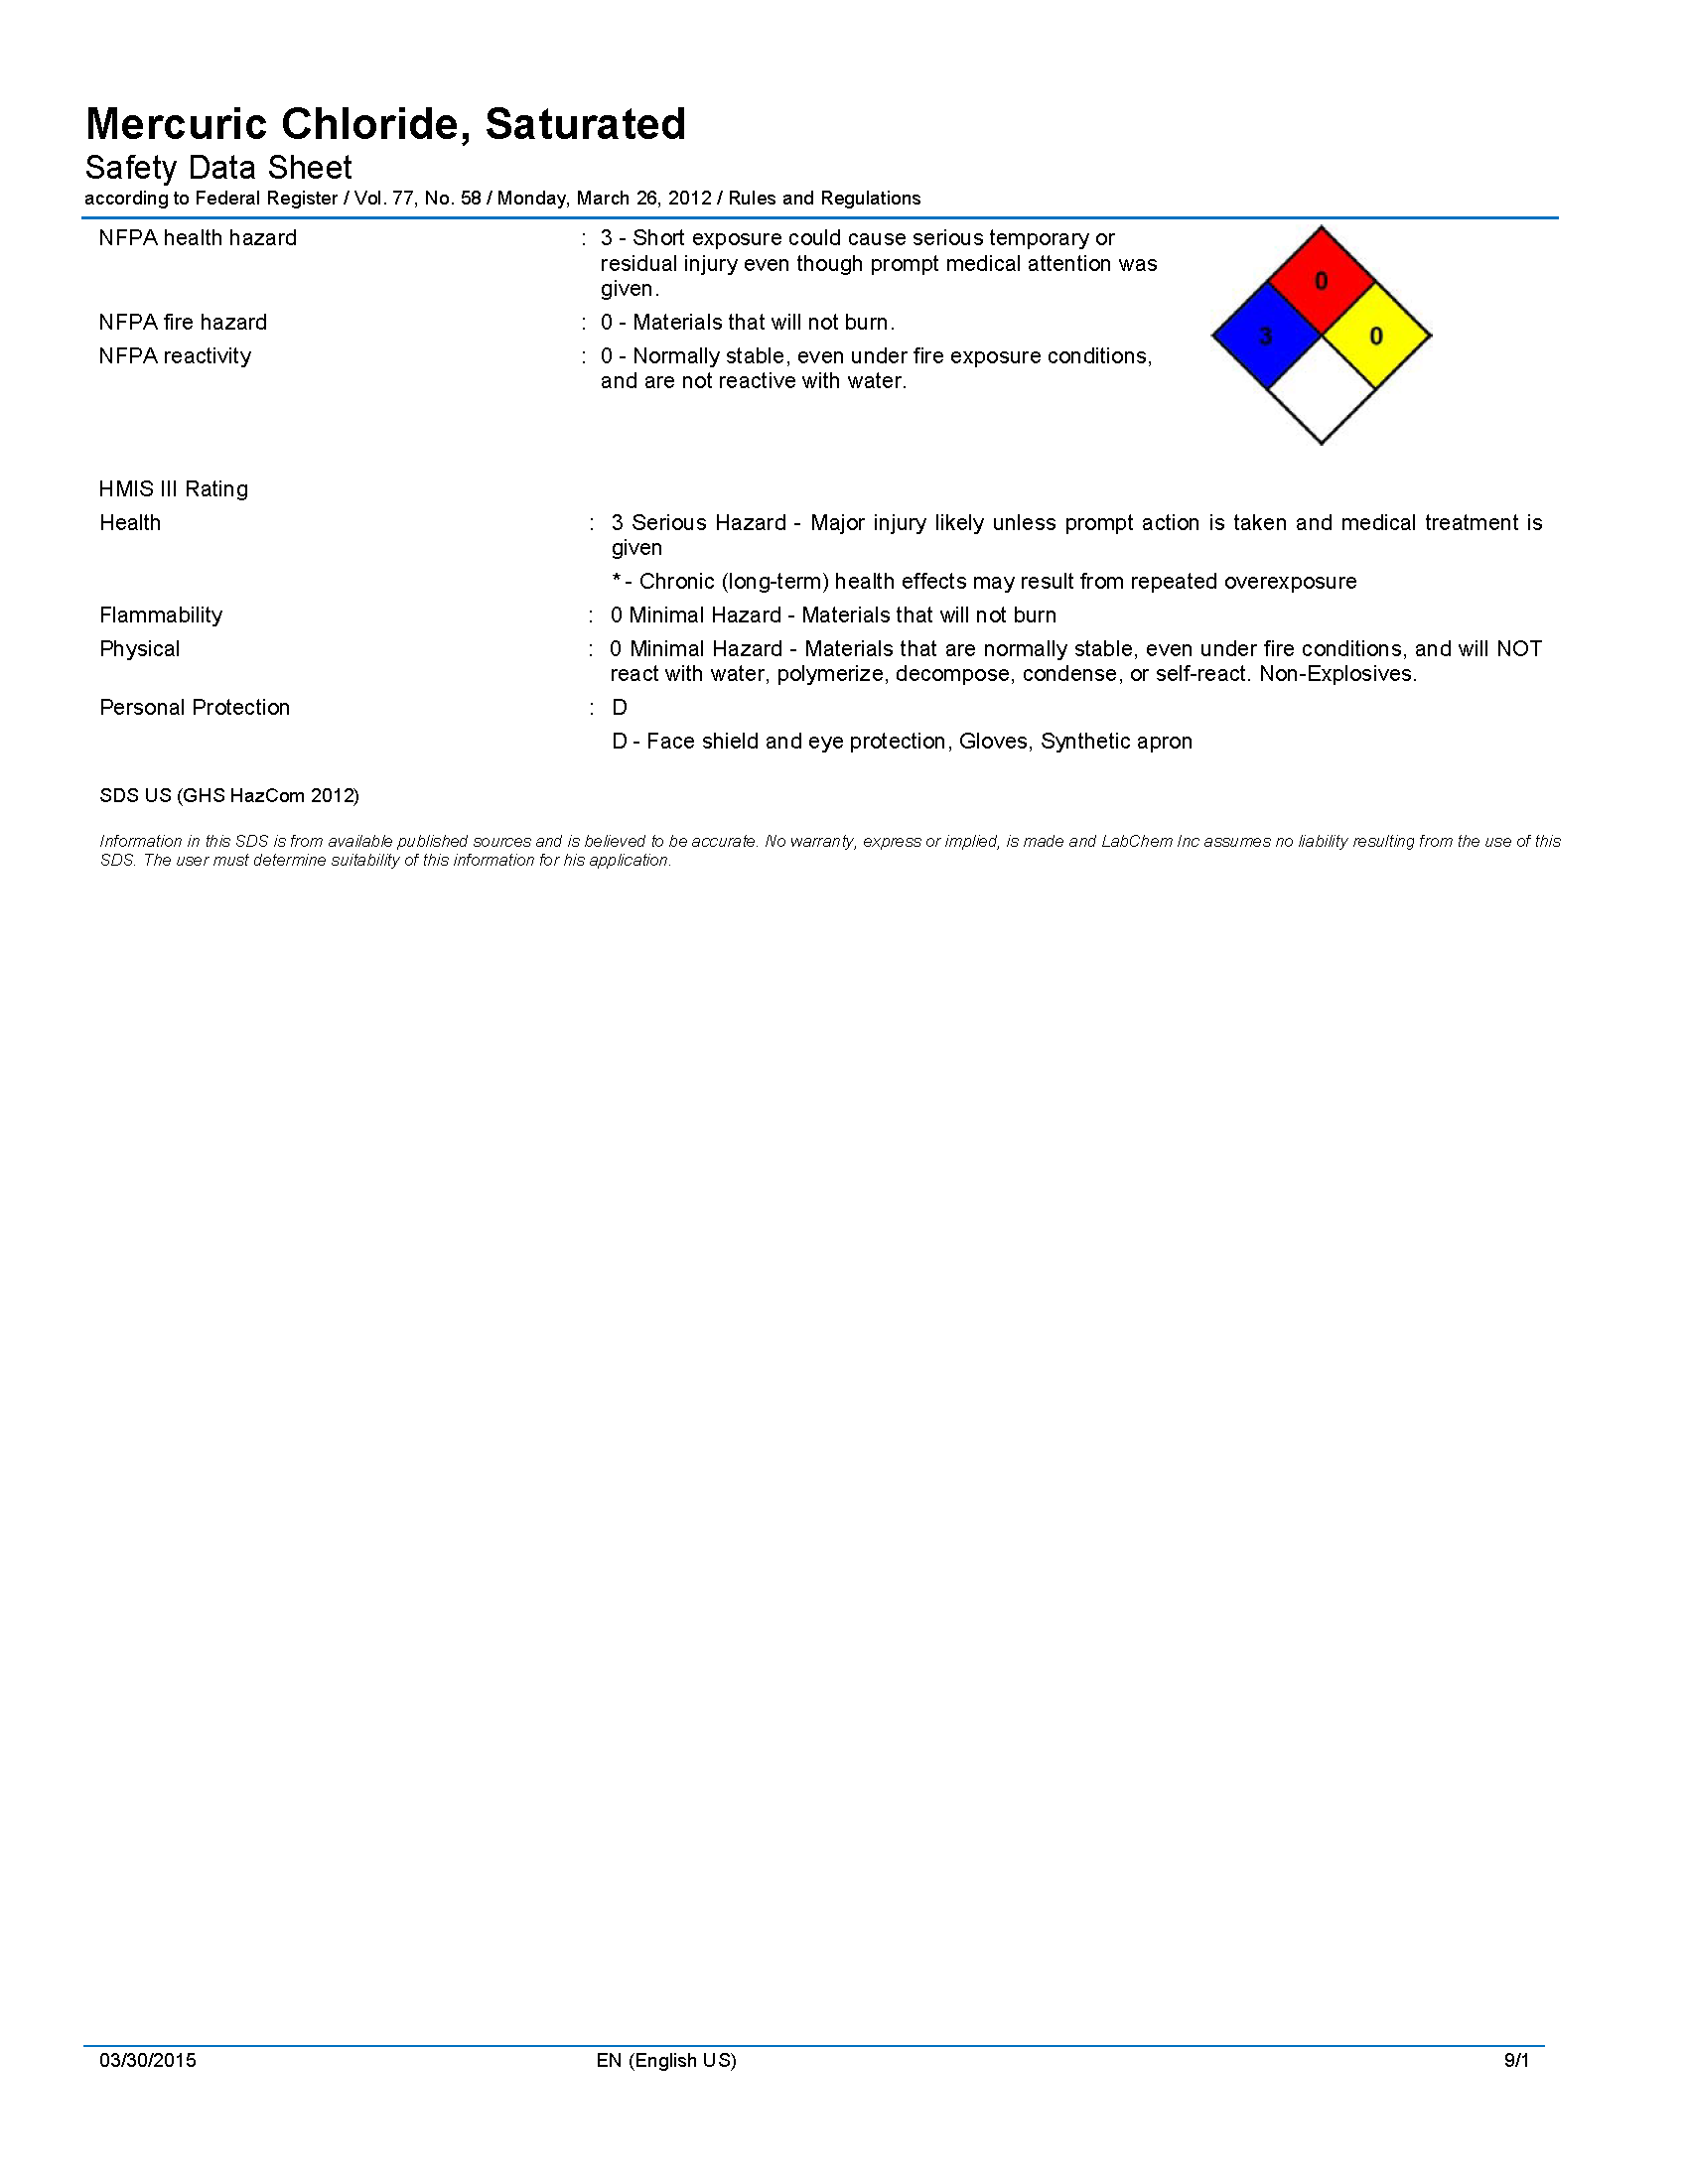 Mercuric Chloride, Saturated
Safety Data Sheet
according to Federal Register / Vol. 77, No. 58 / Monday, March 26, 2012 / Rules and Regulations
NFPA health hazard : 3 - Short exposure could cause serious temporary or
residual injury even though prompt medical attention was
given.
NFPA fire hazard : 0 - Materials that will not burn.
NFPA reactivity : 0 - Normally stable, even under fire exposure conditions,
and are not reactive with water.
0
3 0
HMIS III Rating
Health : 3 Serious Hazard - Major injury likely unless prompt action is taken and medical treatment is
given
* - Chronic (long-term) health effects may result from repeated overexposure
Flammability : 0 Minimal Hazard - Materials that will not burn
Physical : 0 Minimal Hazard - Materials that are normally stable, even under fire conditions, and will NOT
react with water, polymerize, decompose, condense, or self-react. Non-Explosives.
Personal Protection : D
D - Face shield and eye protection, Gloves, Synthetic apron
SDS US (GHS HazCom 2012)
Information in this SDS is from available published sources and is believed to be accurate. No warranty, express or implied, is made and LabChem Inc assumes no liability resulting from the use of this
SDS. The user must determine suitability of this information for his application.
03/30/2015 EN (English US) 9/1